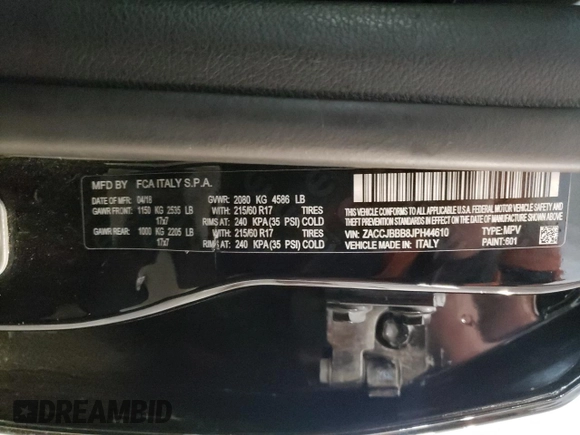 MFD BY FCA ITALY S.P.A.
DATE OF MFR: 04/18 GVWR: 2080 KG 4586 LB
GAWR FRONT: 1150 KG 2535 LB WITH: 215/60 R17 TIRES
17x7 RIMS AT: 240 KPA (35 PSI) COLD
GAWR REAR: 1000 KG 2205 LB WITH: 215/60 R17 TIRES
17x7 RIMS AT: 240 KPA (35 PSI) COLD
THIS VEHICLE CONFORMS TO ALL APPLICABLE U.S.A. FEDERAL MOTOR VEHICLE SAFETY, BUMPER, AND
THEFT PREVENTION STANDARDS IN EFFECT ON THE DATE OF MANUFACTURE SHOWN ABOVE.
VIN: ZACCJBBB8JPH44610 TYPE: MPV
VEHICLE MADE IN: ITALY PAINT: 601
DREAMBID